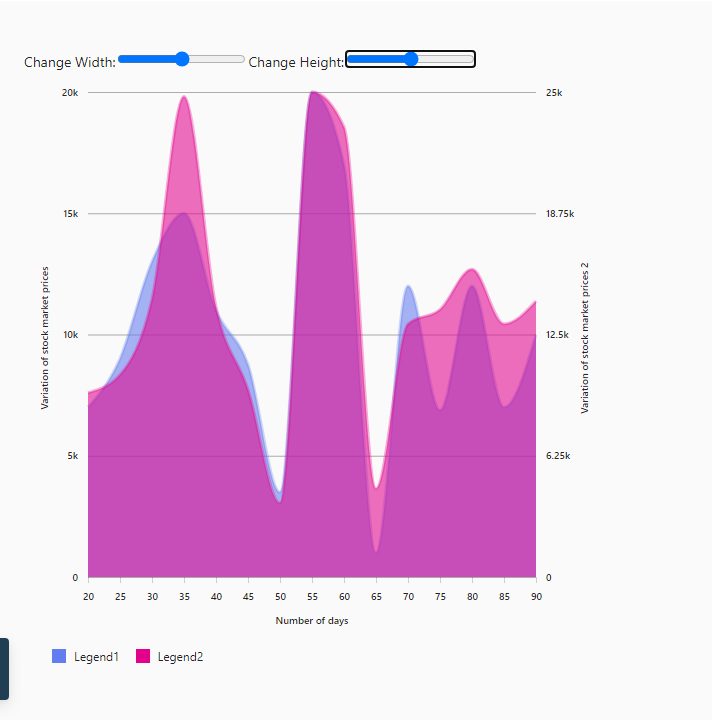 Change Width: Change Height:
20k 25k
15k 18.75k
10k 12.5k
5k 6.25k
0 0
Variation of stock market prices
Variation of stock market prices 2
20 25 30 35 40 45 50 55 60 65 70 75 80 85 90
Number of days
Legend1 Legend2